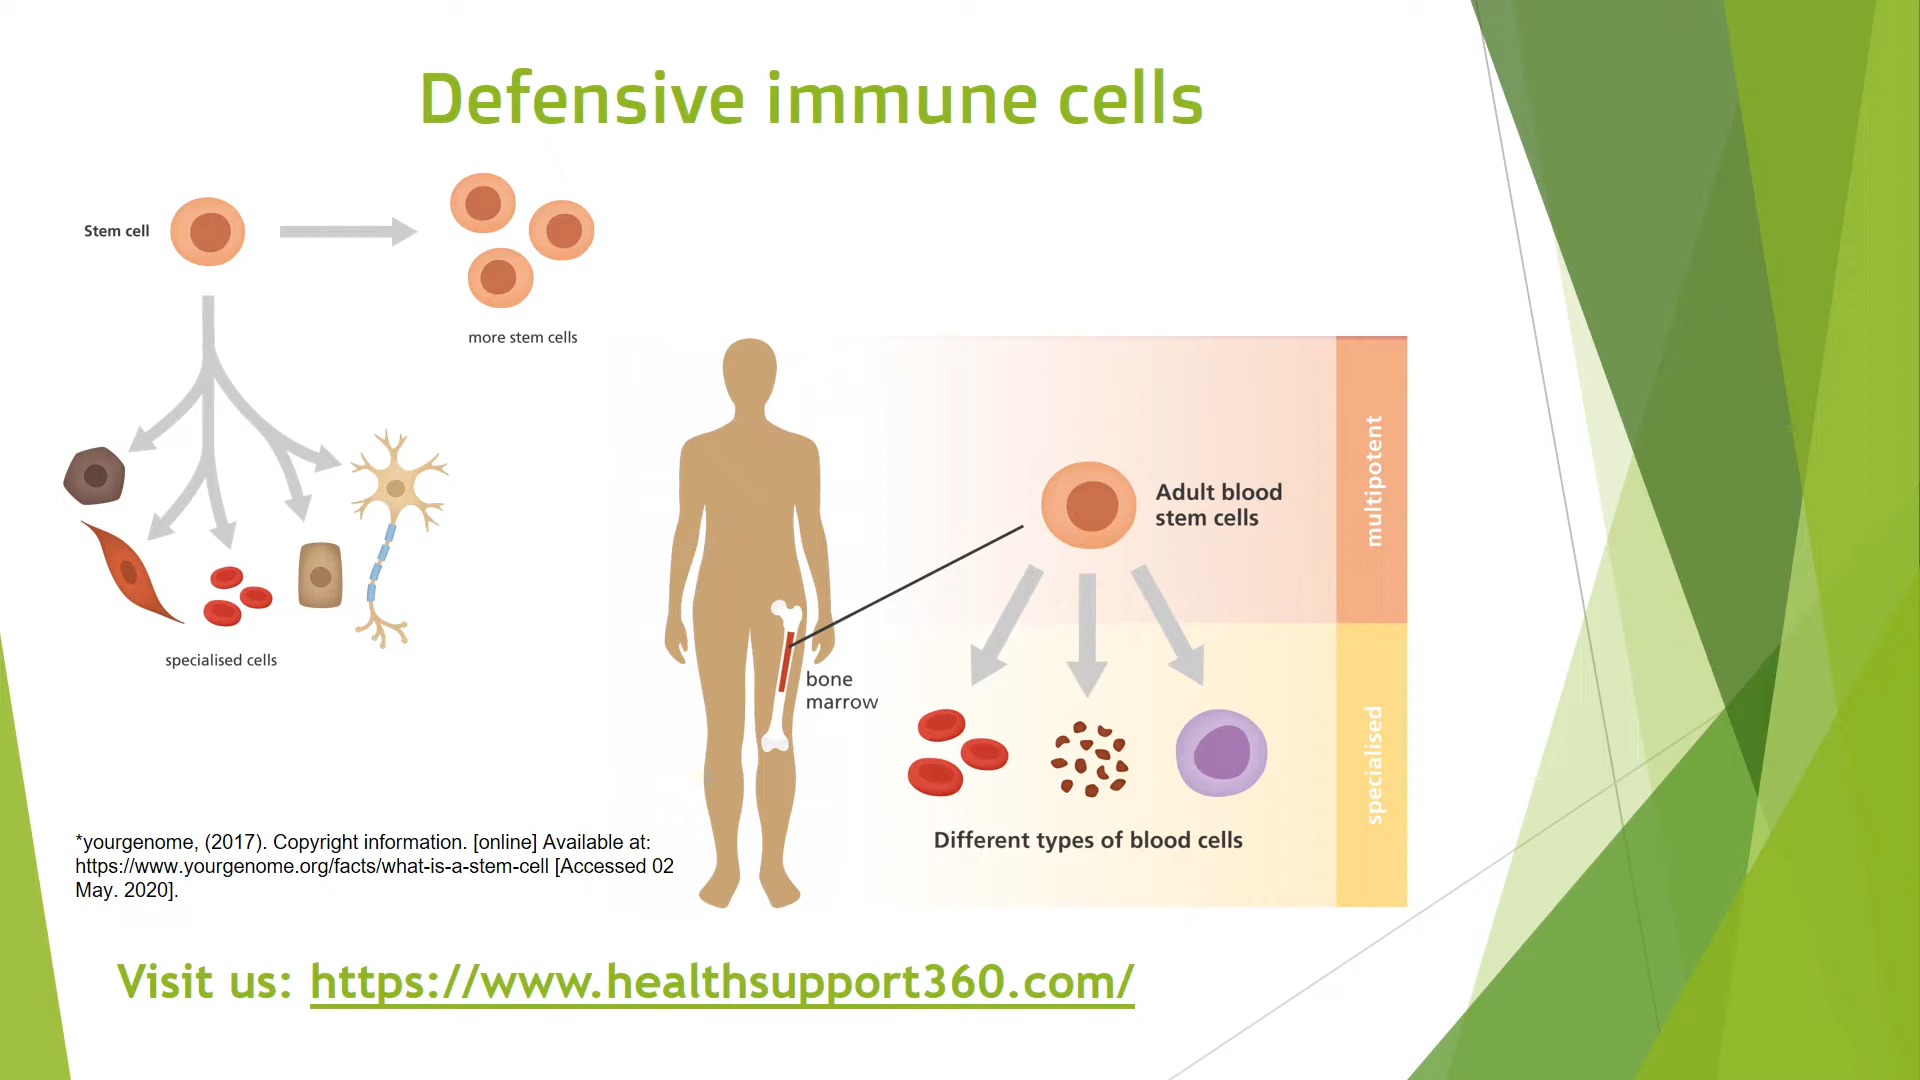 Defensive immune cells
Stem cell
more stem cells
specialised cells
bone
marrow
Adult blood
stem cells
multipotent
specialised
Different types of blood cells
*yourgenome, (2017). Copyright information. [online] Available at:
https://www.yourgenome.org/facts/what-is-a-stem-cell [Accessed 02
May. 2020].
Visit us: https://www.healthsupport360.com/